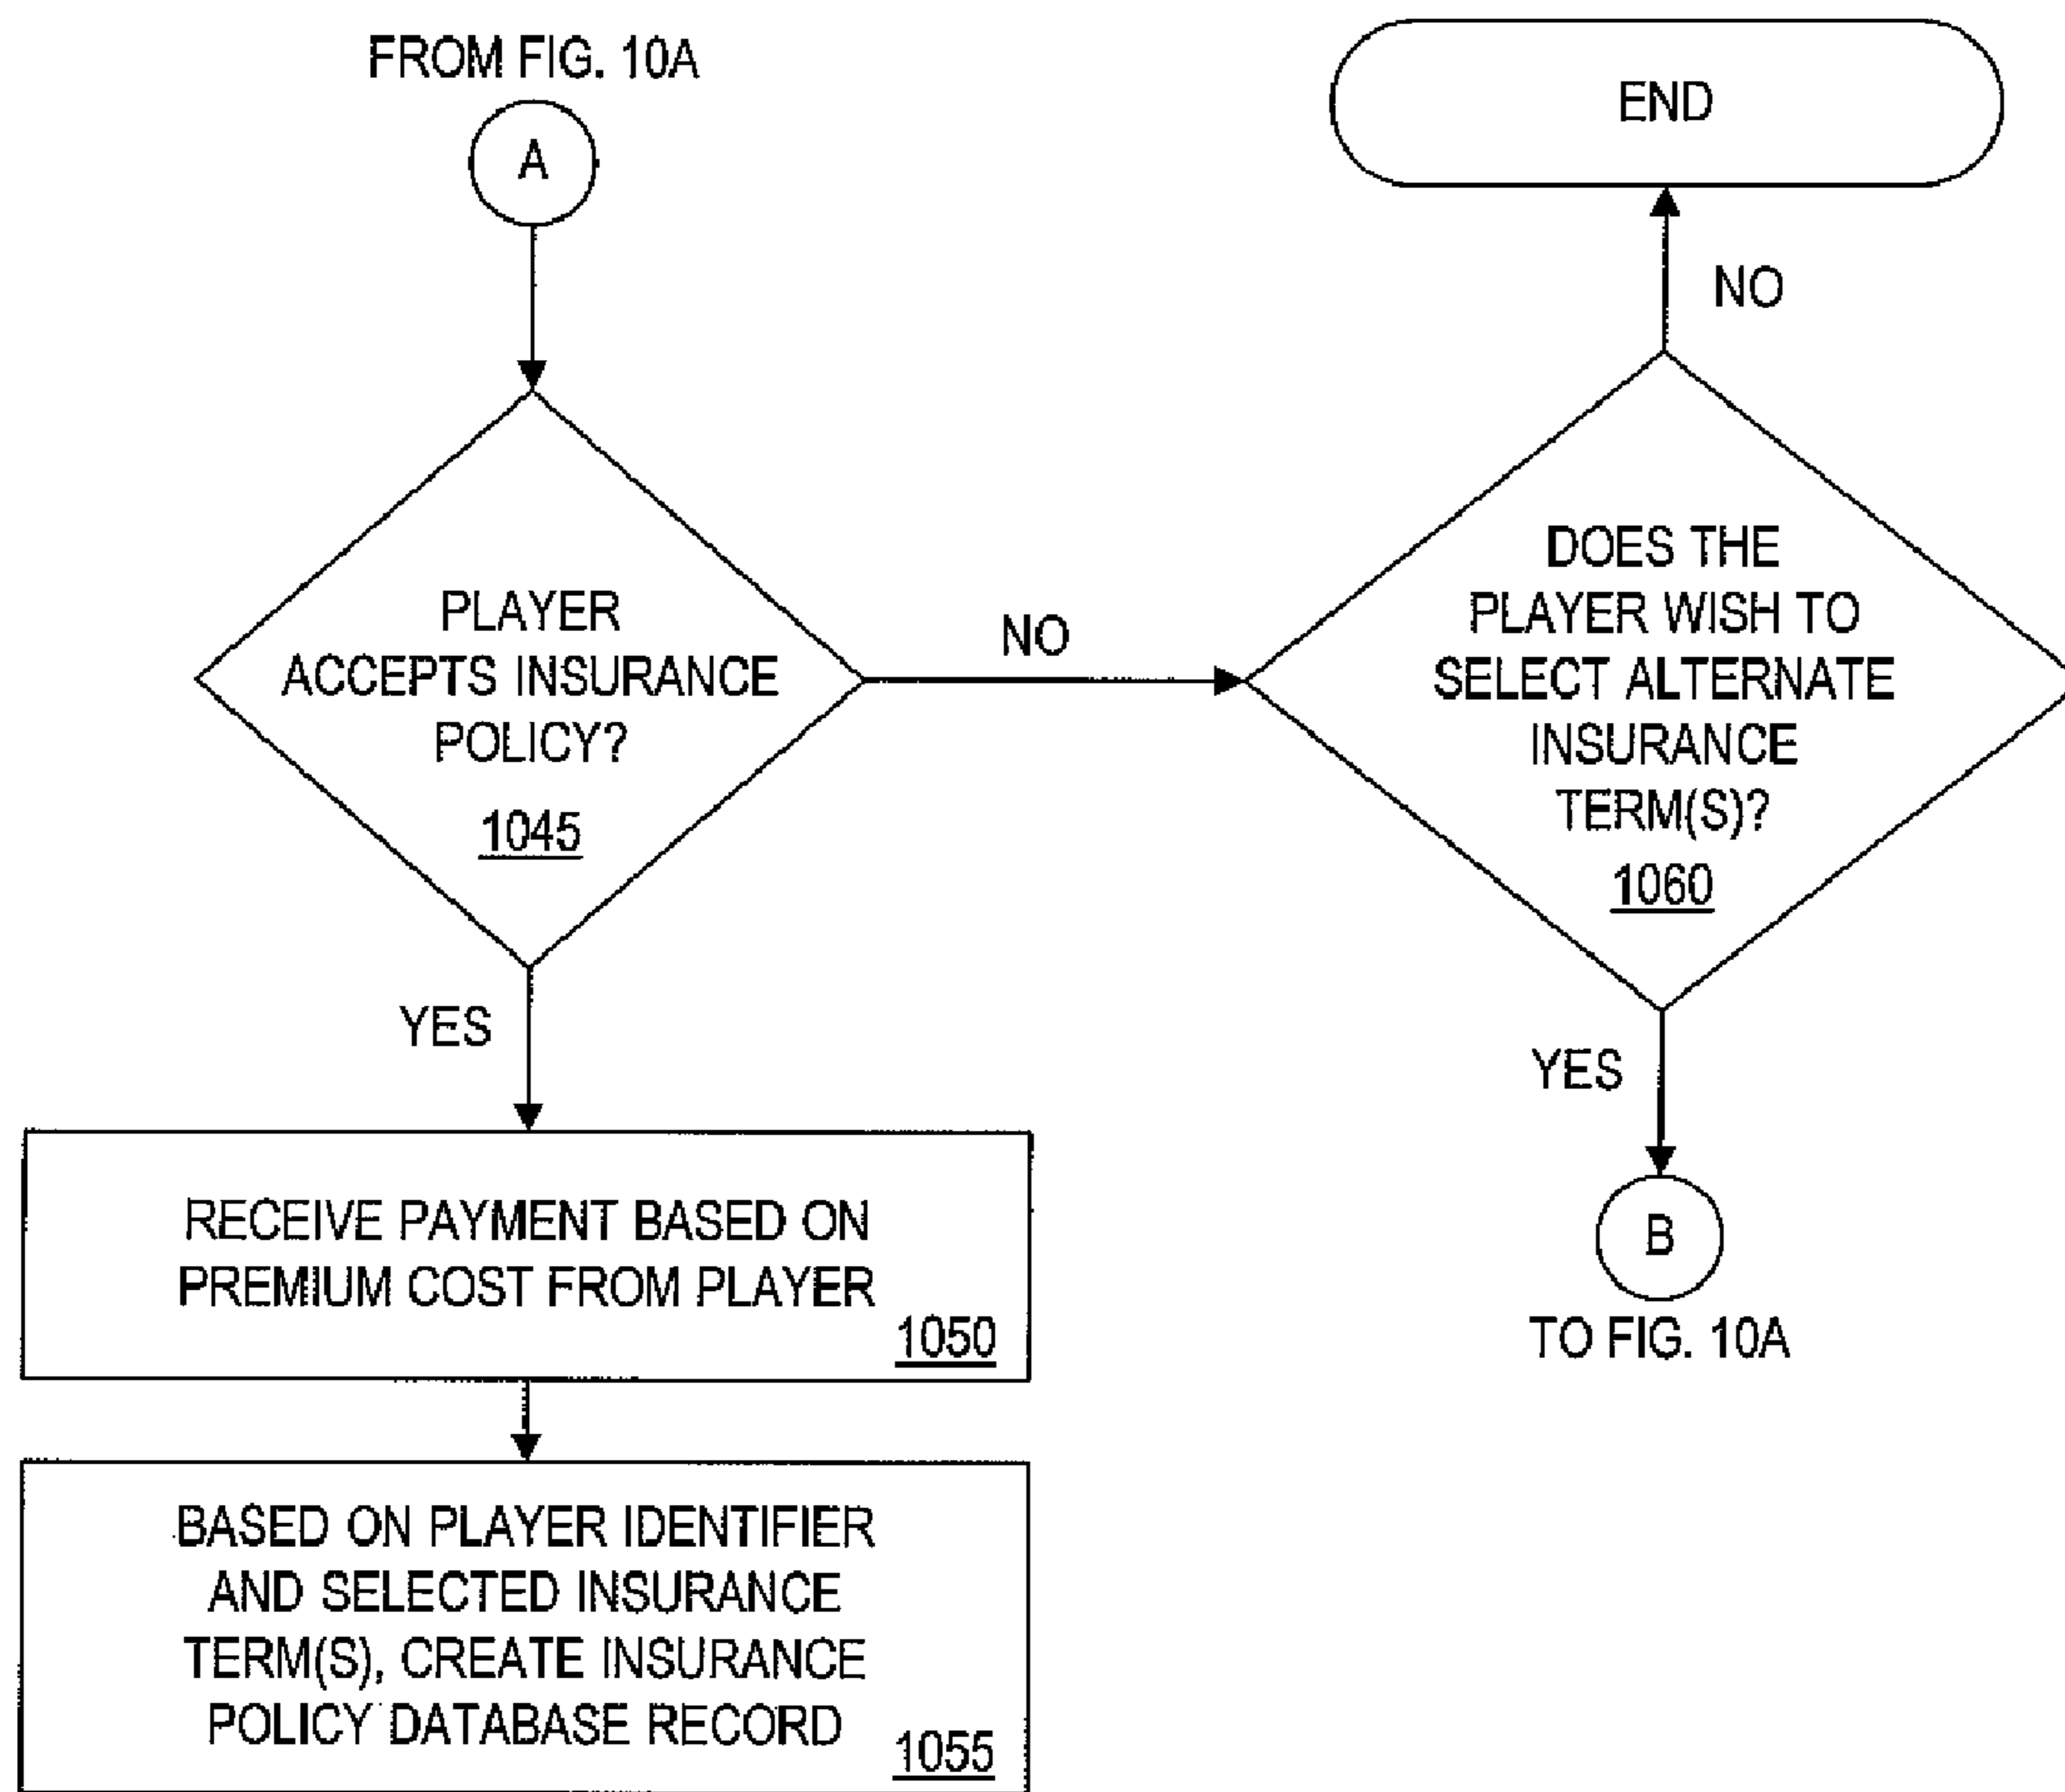 FROM FIG. 10A
A
PLAYER
ACCEPTS INSURANCE
POLICY?
1045
NO
YES
RECEIVE PAYMENT BASED ON
PREMIUM COST FROM PLAYER
1050
BASED ON PLAYER IDENTIFIER
AND SELECTED INSURANCE
TERM(S), CREATE INSURANCE
POLICY DATABASE RECORD
1055
END
NO
DOES THE
PLAYER WISH TO
SELECT ALTERNATE
INSURANCE
TERM(S)?
1060
YES
B
TO FIG. 10A